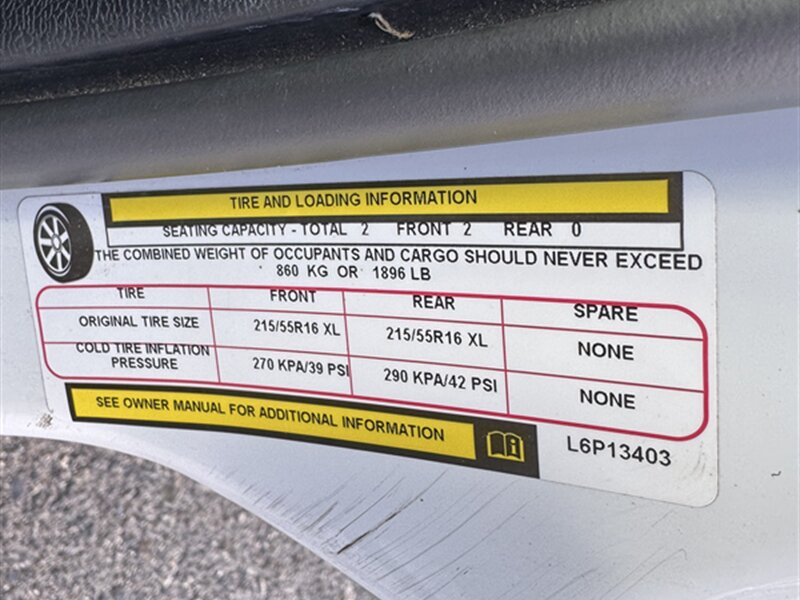 TIRE AND LOADING INFORMATION
SEATING CAPACITY - TOTAL 2 FRONT 2 REAR 0
THE COMBINED WEIGHT OF OCCUPANTS AND CARGO SHOULD NEVER EXCEED
860 KG OR 1896 LB
TIRE FRONT REAR SPARE
ORIGINAL TIRE SIZE 215/55R16 XL 215/55R16 XL NONE
COLD TIRE INFLATION
PRESSURE 270 KPA/39 PSI 290 KPA/42 PSI NONE
SEE OWNER MANUAL FOR ADDITIONAL INFORMATION
L6P13403